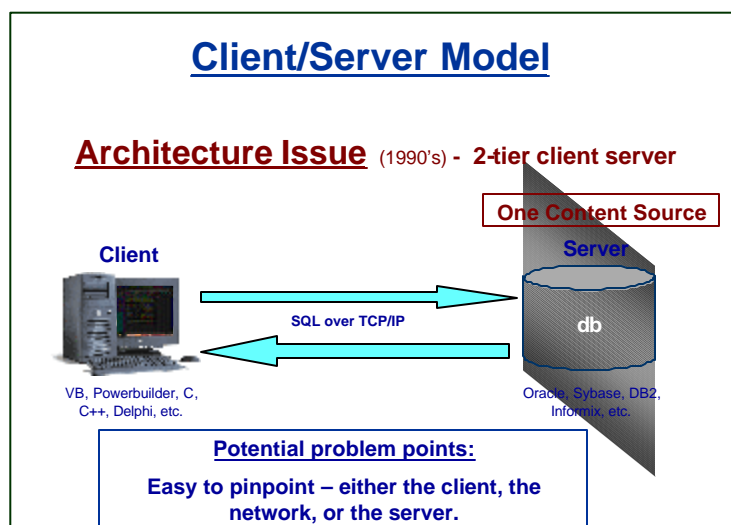 Client/Server Model
Architecture Issue (1990's) - 2-tier client server
One Content Source
Client
Server
SQL over TCP/IP
db
VB, Powerbuilder, C,
C++, Delphi, etc.
Oracle, Sybase, DB2,
Informix, etc.
Potential problem points:
Easy to pinpoint – either the client, the
network, or the server.